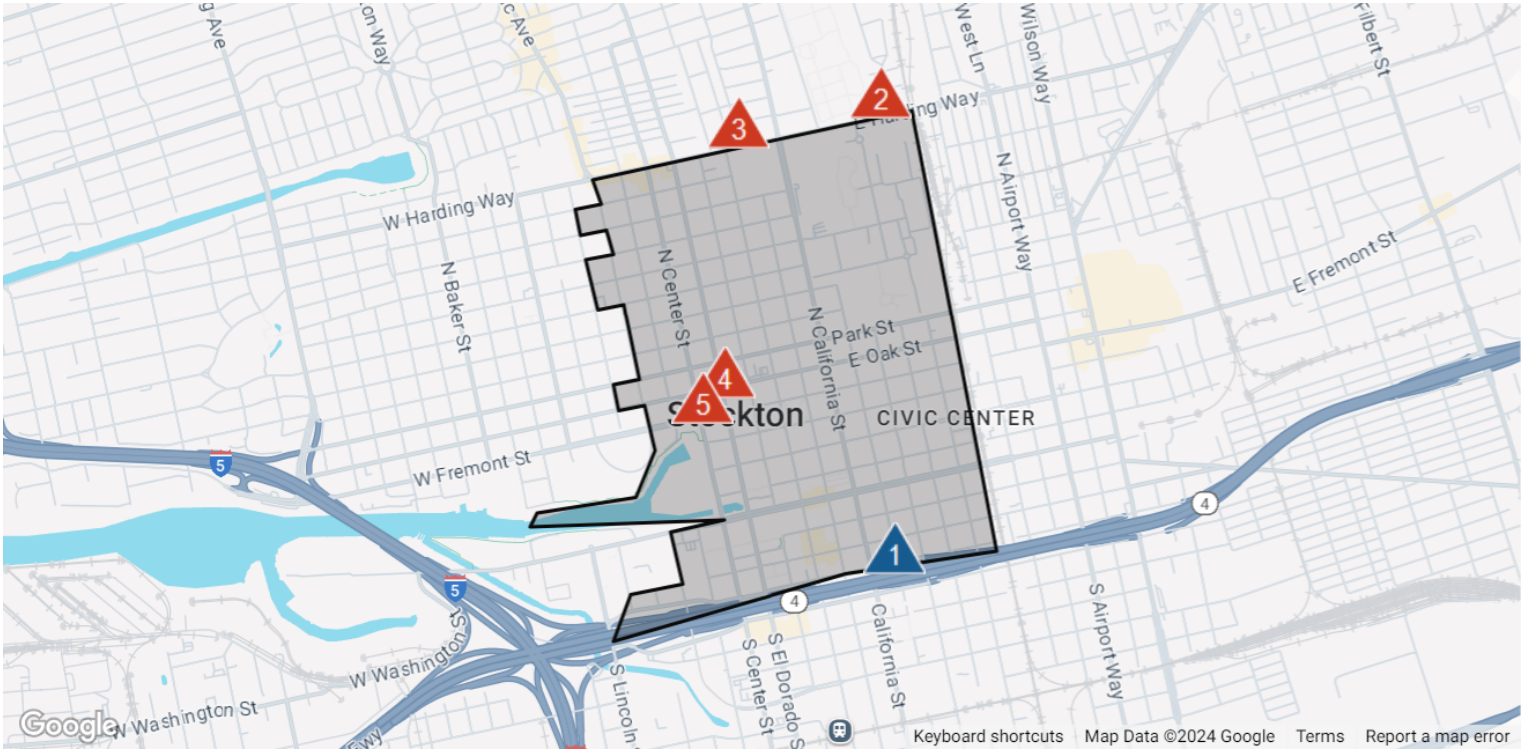 West Ln
Wilson Way
Filbert St
2
E Harding Way
3
N Airport Way
W Harding Way
N Center St
N Baker St
E Fremont St
N California St
Park St
E Oak St
4
5
Stockton
CIVIC CENTER
W Fremont St
5
4
1
5
4
S Airport Way
California St
W Washington St
S Center St
S El Dorado S
S Lincoln
W Washington St
Google
Keyboard shortcuts
Map Data ©2024 Google
Terms
Report a map error